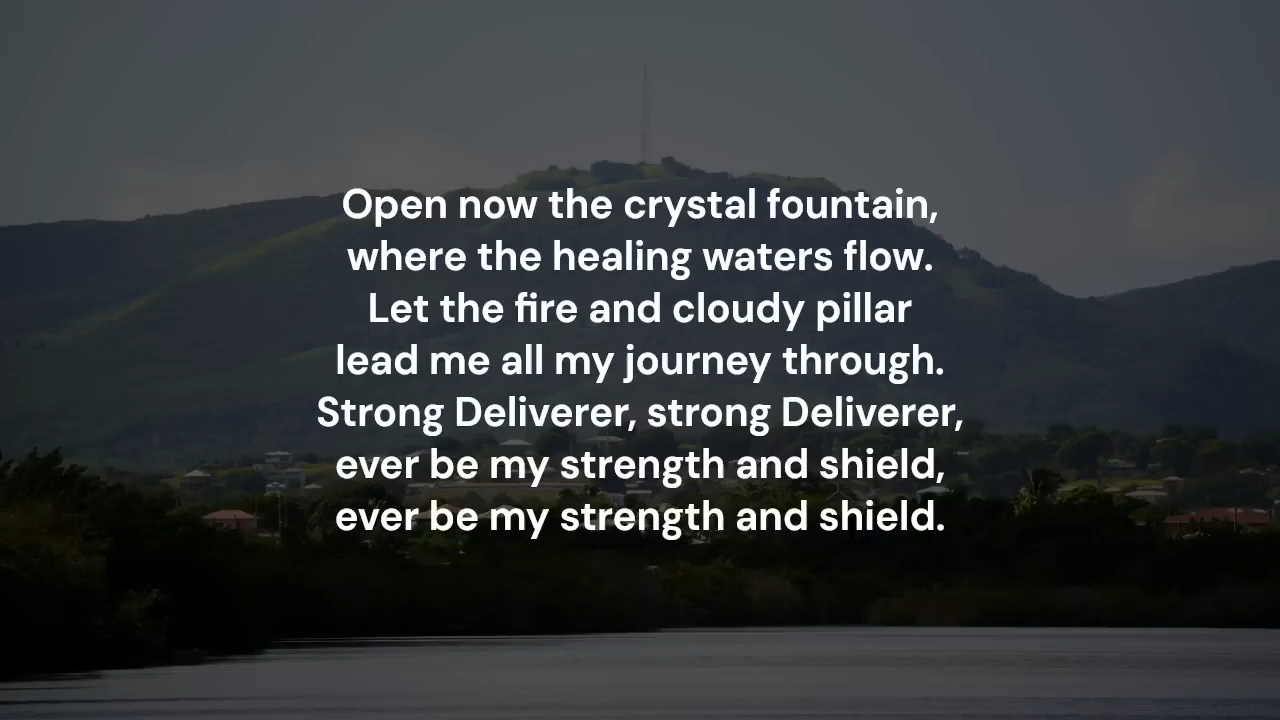 Open now the crystal fountain,
where the healing waters flow.
Let the fire and cloudy pillar
lead me all my journey through.
Strong Deliverer, strong Deliverer,
ever be my strength and shield,
ever be my strength and shield.